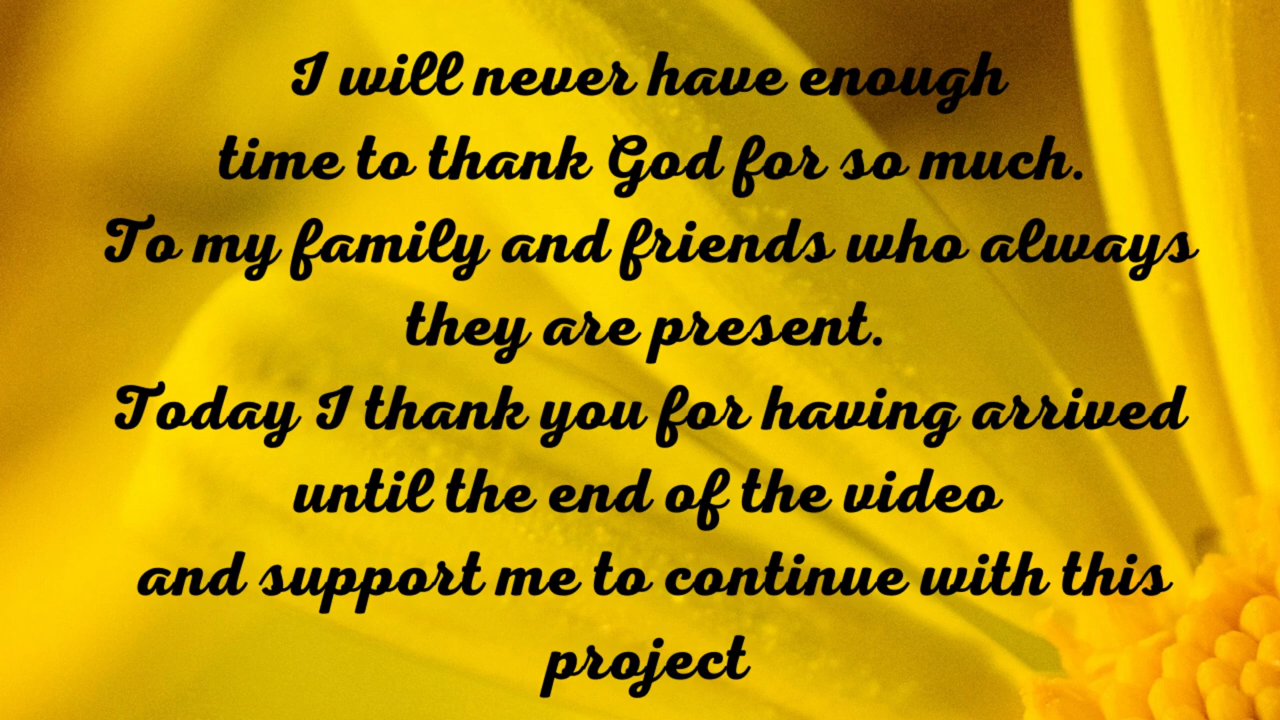 I will never have enough
time to thank God for so much.
To my family and friends who always
they are present.
Today I thank you for having arrived
until the end of the video
and support me to continue with this
project